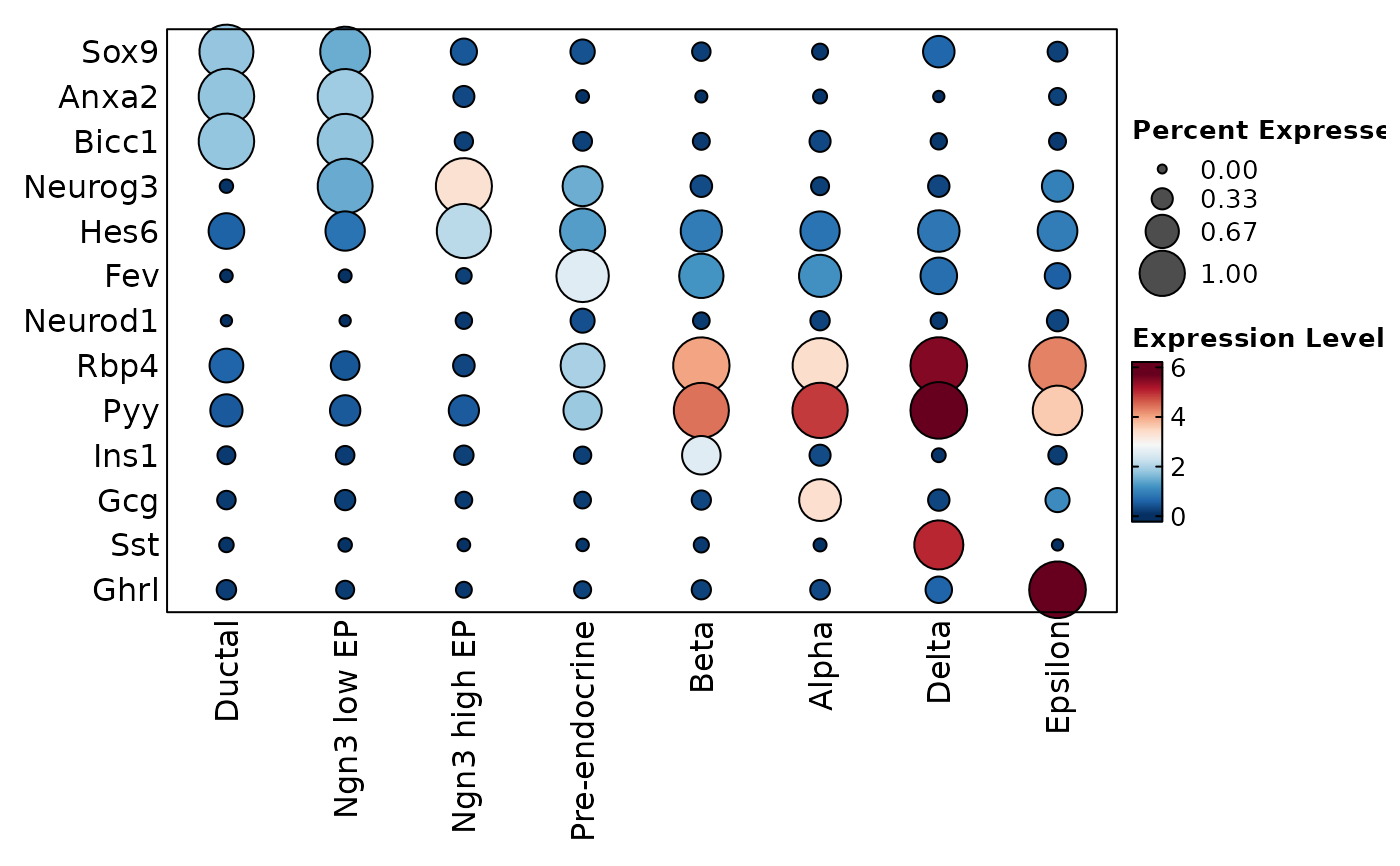 Sox9
Anxa2
Bicc1
Neurog3
Hes6
Fev
Neurod1
Rbp4
Pyy
Ins1
Gcg
Sst
Ghrl
Ductal
Ngn3 low EP
Ngn3 high EP
Pre-endocrine
Beta
Alpha
Delta
Epsilon
Percent Expresse
0.00
0.33
0.67
1.00
Expression Level
6
4
2
0